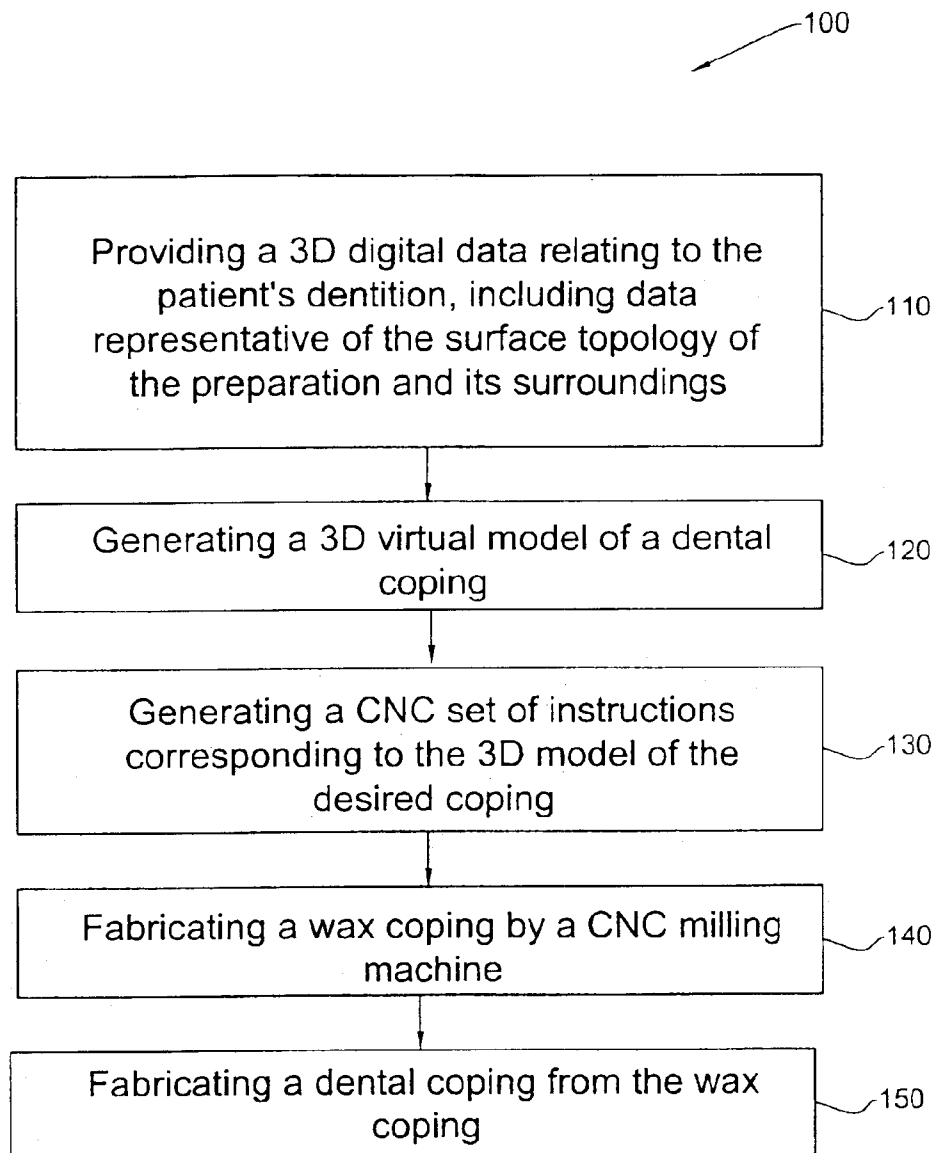 100
Providing a 3D digital data relating to the
patient's dentition, including data
representative of the surface topology of
the preparation and its surroundings
110
Generating a 3D virtual model of a dental
coping
120
Generating a CNC set of instructions
corresponding to the 3D model of the
desired coping
130
Fabricating a wax coping by a CNC milling
machine
140
Fabricating a dental coping from the wax
coping
150